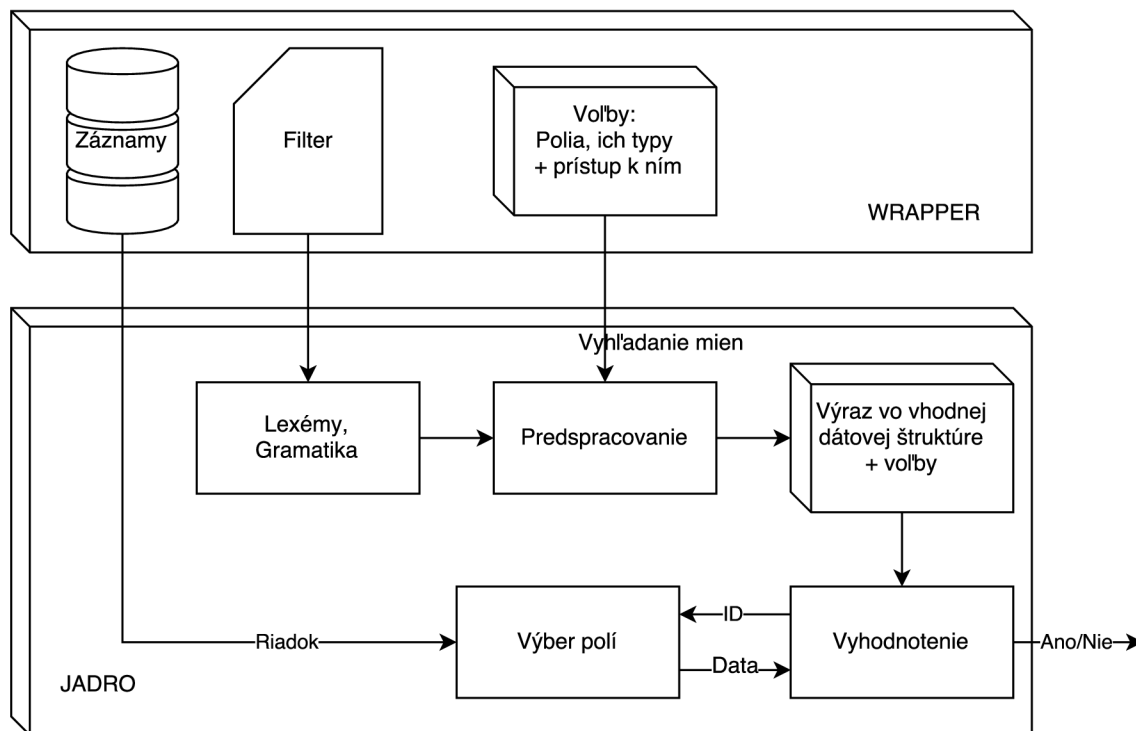 Záznamy
Filter
Voľby:
Polia, ich typy
+ prístup k ním
WRAPPER
Vyhľadanie mien
Lexémy,
Gramatika
Predspracovanie
Výraz vo vhodnej
dátovej štruktúre
+ voľby
Riadok
Výber polí
ID
Data
Vyhodnotenie
Ano/Nie
JADRO